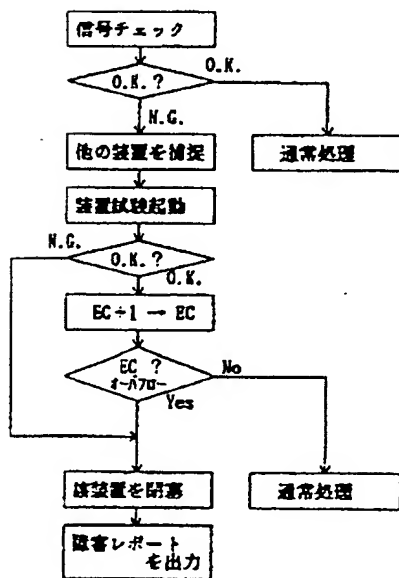 信号チェック
O.K.?
O.K.
N.G.
他の装置を捕捉
通常処理
装置試験起動
N.G.
O.K.?
O.K.
EC+1 → EC
EC ?
オーバフロー
No
Yes
該装置を閉塞
通常処理
障害レポート
を出力